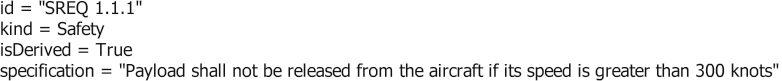 id = "SREQ 1.1.1"
kind = Safety
isDerived = True
specification = "Payload shall not be released from the aircraft if its speed is greater than 300 knots"